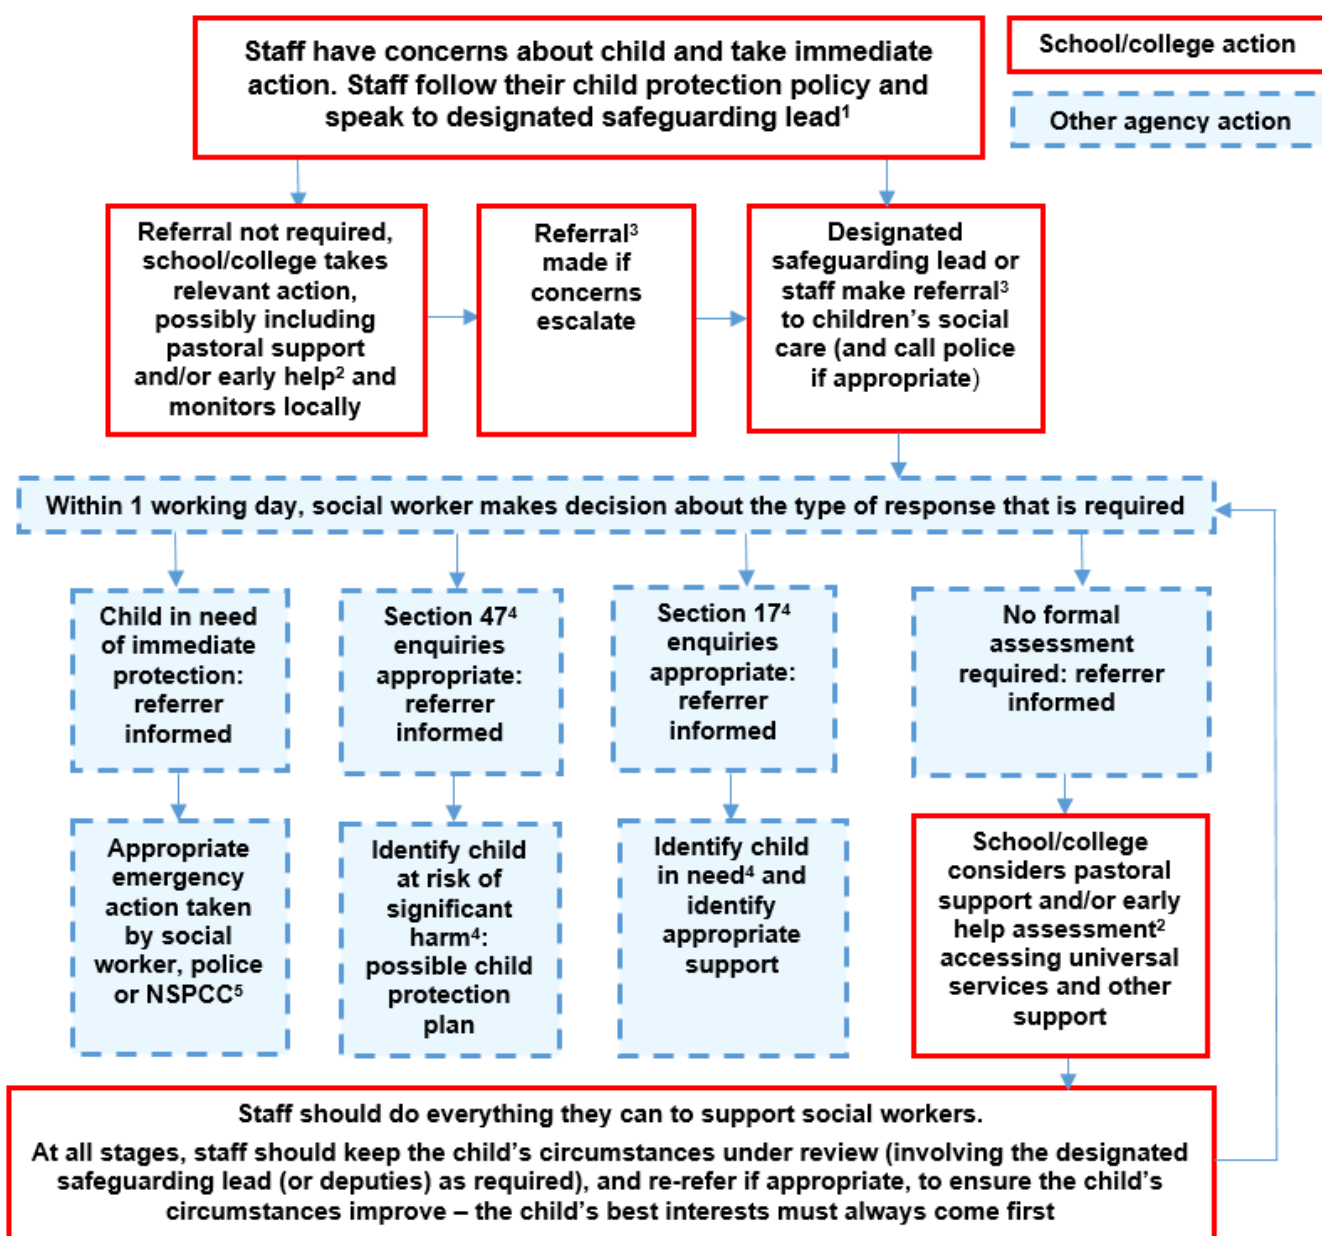 Staff have concerns about child and take immediate
action. Staff follow their child protection policy and
speak to designated safeguarding lead¹
School/college action
Other agency action
Referral not required,
school/college takes
relevant action,
possibly including
pastoral support
and/or early help² and
monitors locally
Referral³
made if
concerns
escalate
Designated
safeguarding lead or
staff make referral³
to children’s social
care (and call police
if appropriate)
Within 1 working day, social worker makes decision about the type of response that is required
Child in need
of immediate
protection:
referrer
informed
Section 47⁴
enquiries
appropriate:
referrer
informed
Section 17⁴
enquiries
appropriate:
referrer
informed
No formal
assessment
required: referrer
informed
Appropriate
emergency
action taken
by social
worker, police
or NSPCC⁵
Identify child
at risk of
significant
harm⁴:
possible child
protection
plan
Identify child
in need⁴ and
identify
appropriate
support
School/college
considers pastoral
support and/or early
help assessment²
accessing universal
services and other
support
Staff should do everything they can to support social workers.
At all stages, staff should keep the child’s circumstances under review (involving the designated
safeguarding lead (or deputies) as required), and re-refer if appropriate, to ensure the child’s
circumstances improve – the child’s best interests must always come first